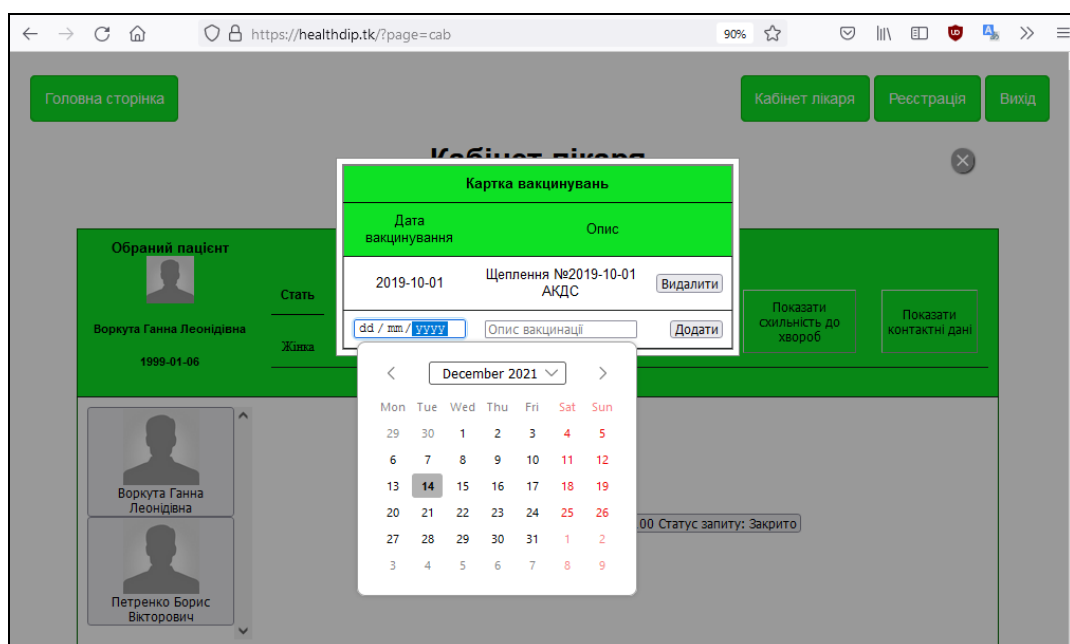 https://healthdip.tk/?page=cab
90%
Головна сторінка
Кабінет лікаря
Реєстрація
Вихід
Кабінет лікаря
Картка вакцинувань
Дата
вакцинування
Опис
2019-10-01
Щеплення №2019-10-01
АКДС
Видалити
dd / mm / yyyy
Опис вакцинації
Додати
Обраний пацієнт
Воркута Ганна Леонідівна
1999-01-06
Стать
Жінка
Показати
схильність до
хвороб
Показати
контактні дані
December 2021
Mon Tue Wed Thu Fri Sat Sun
29 30 1 2 3 4 5
6 7 8 9 10 11 12
13 14 15 16 17 18 19
20 21 22 23 24 25 26
27 28 29 30 31 1 2
3 4 5 6 7 8 9
Воркута Ганна
Леонідівна
Петренко Борис
Вікторович
00 Статус запиту: Закрито